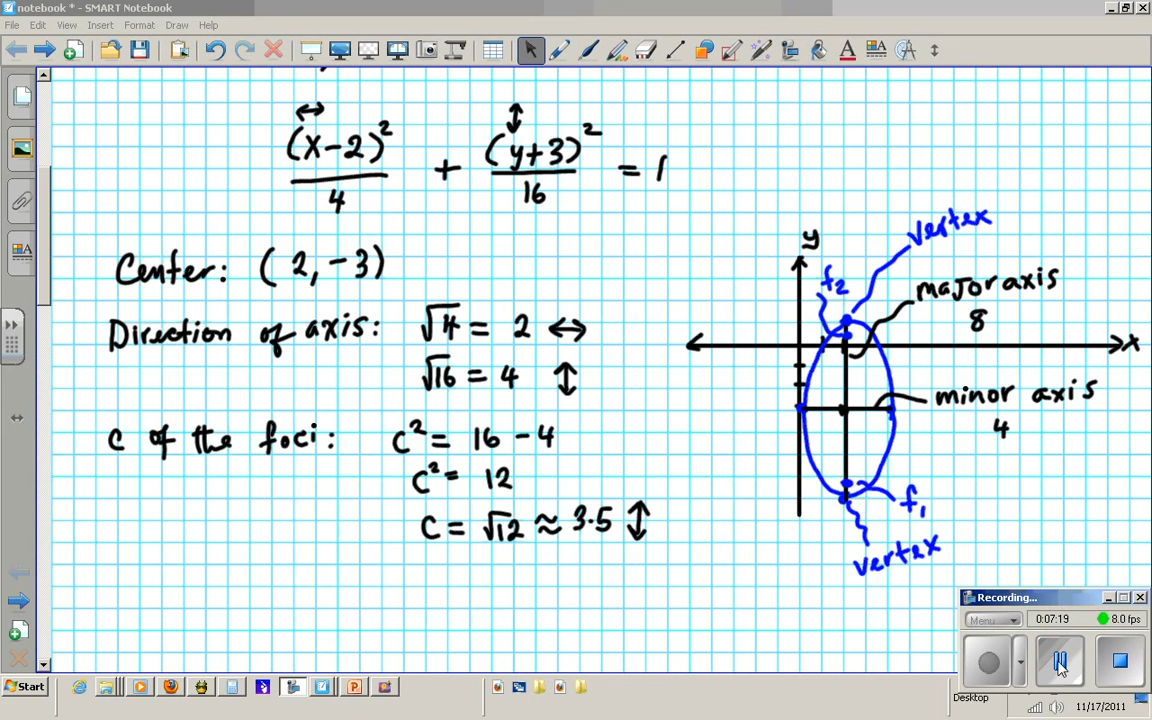 notebook * - SMART Notebook
File Edit View Insert Format Draw Help
(x-2)² / 4 + (y+3)² / 16 = 1
Center: (2, -3)
Direction of axis: √4 = 2 ↔
√16 = 4 ↕
c of the foci: c² = 16 - 4
c² = 12
c = √12 ≈ 3.5 ↕
y
vertex
f₂
major axis
8
x
minor axis
4
f₁
vertex
Recording...
Menu 0:07:19 8.0 fps
Start
Desktop
11/17/2011